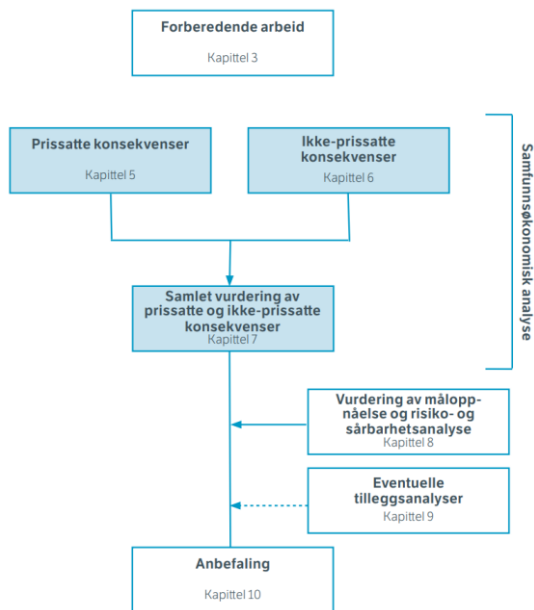 Forberedende arbeid
Kapittel 3
Prissatte konsekvenser
Kapittel 5
Ikke-prissatte
konsekvenser
Kapittel 6
Samfunnsøkonomisk analyse
Samlet vurdering av
prissatte og ikke-prissatte
konsekvenser
Kapittel 7
Vurdering av målopp-
nåelse og risiko- og
sårbarhetsanalyse
Kapittel 8
Eventuelle
tilleggsanalyser
Kapittel 9
Anbefaling
Kapittel 10